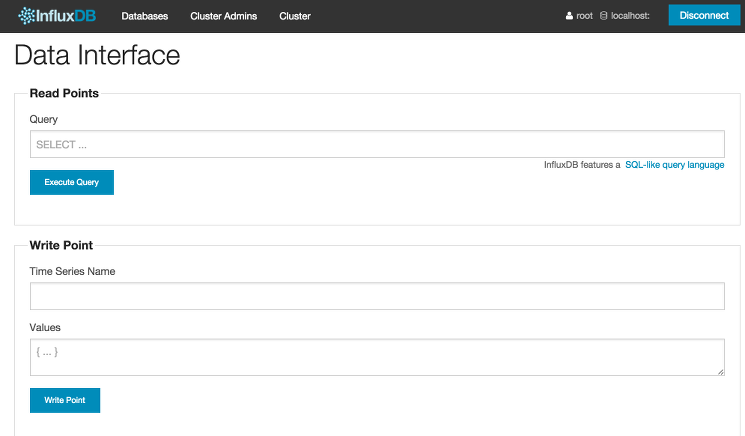 InfluxDB Databases Cluster Admins Cluster root localhost: Disconnect
Data Interface
Read Points
Query
SELECT ...
InfluxDB features a SQL-like query language
Execute Query
Write Point
Time Series Name
Values
{ ... }
Write Point